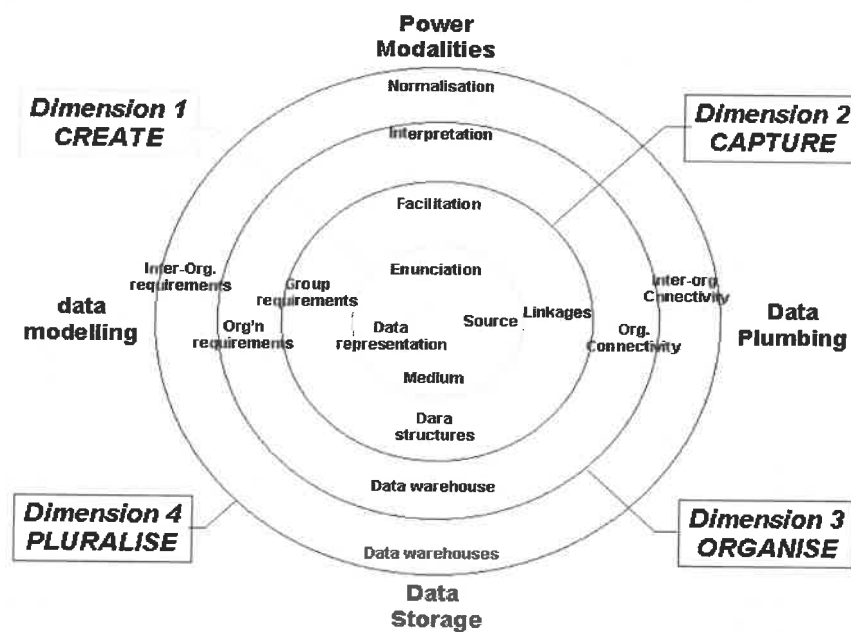 Power
Modalities
Normalisation
Dimension 1
CREATE
Dimension 2
CAPTURE
Interpretation
Facilitation
Enunciation
Inter-Org.
requirements
Group
requirements
Inter-org
Cnnectivity
data
modelling
Org'n
requirements
Data
representation
Source
Linkages
Org.
Connectivity
Data
Plumbing
Medium
Dara
structures
Data warehouse
Dimension 4
PLURALISE
Dimension 3
ORGANISE
Data warehouses
Data
Storage